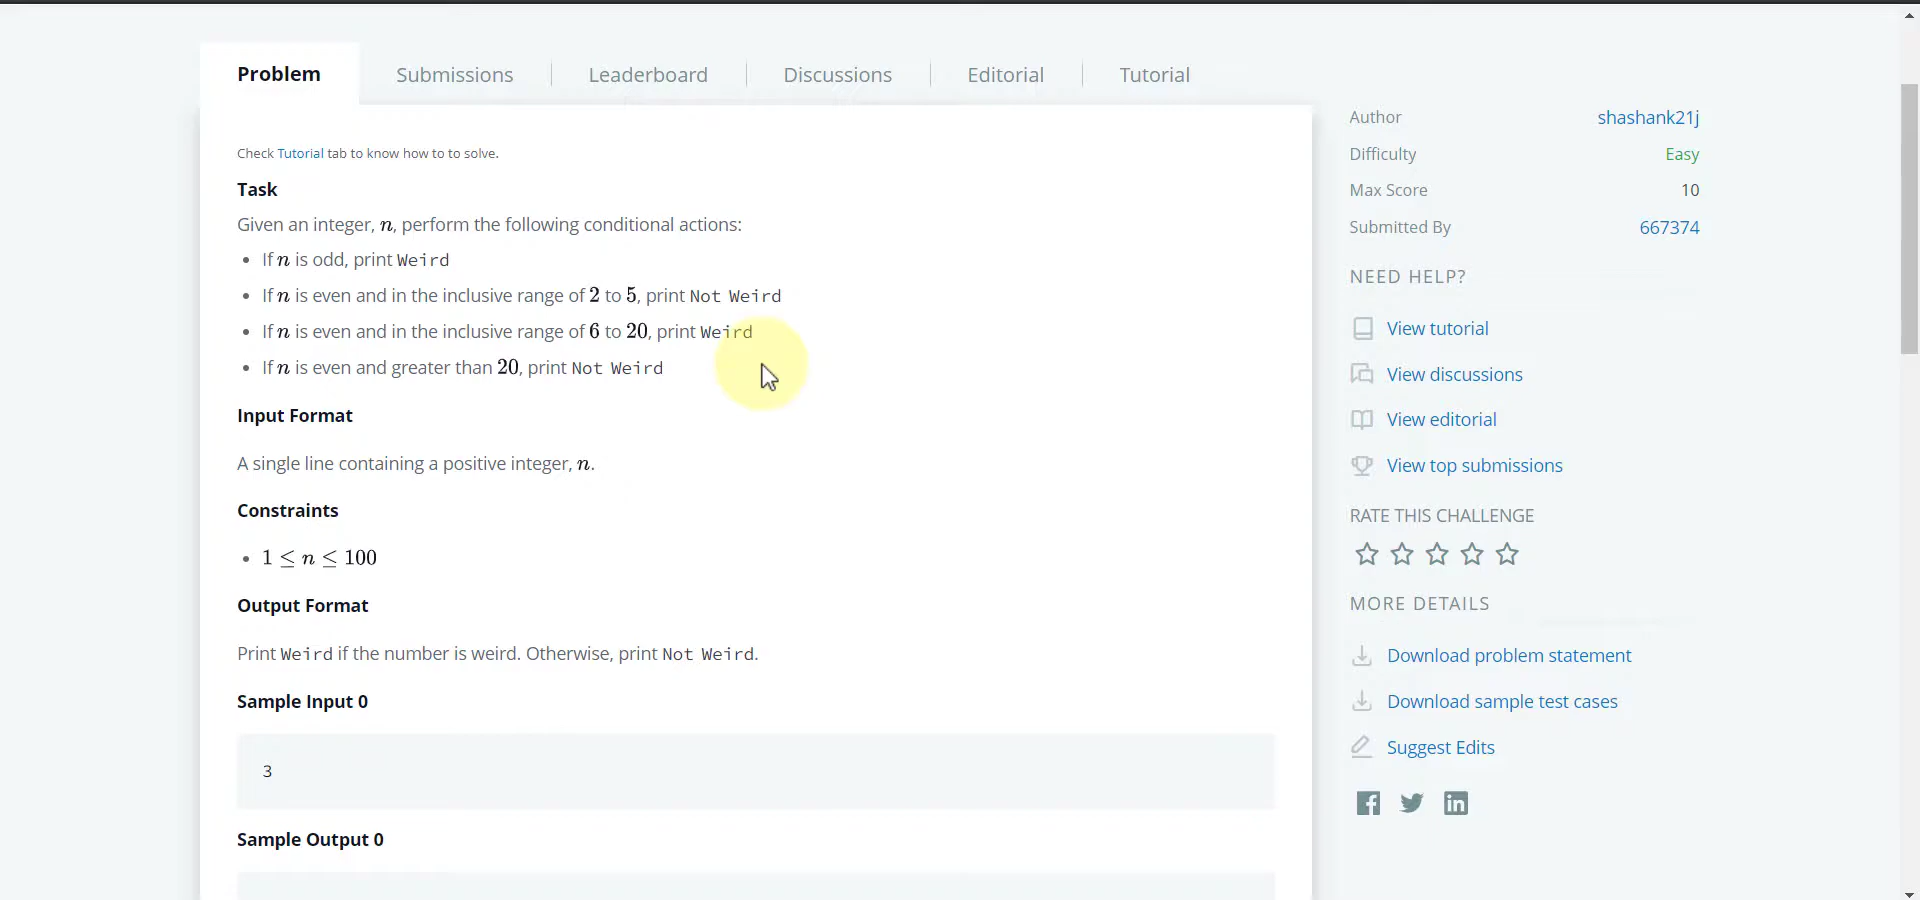 Problem
Submissions
Leaderboard
Discussions
Editorial
Tutorial
Check Tutorial tab to know how to to solve.
Task
Given an integer, n, perform the following conditional actions:
• If n is odd, print Weird
• If n is even and in the inclusive range of 2 to 5, print Not Weird
• If n is even and in the inclusive range of 6 to 20, print Weird
• If n is even and greater than 20, print Not Weird
Input Format
A single line containing a positive integer, n.
Constraints
• 1 ≤ n ≤ 100
Output Format
Print Weird if the number is weird. Otherwise, print Not Weird.
Sample Input 0
3
Sample Output 0
Author shashank21j
Difficulty Easy
Max Score 10
Submitted By 667374
NEED HELP?
View tutorial
View discussions
View editorial
View top submissions
RATE THIS CHALLENGE
MORE DETAILS
Download problem statement
Download sample test cases
Suggest Edits